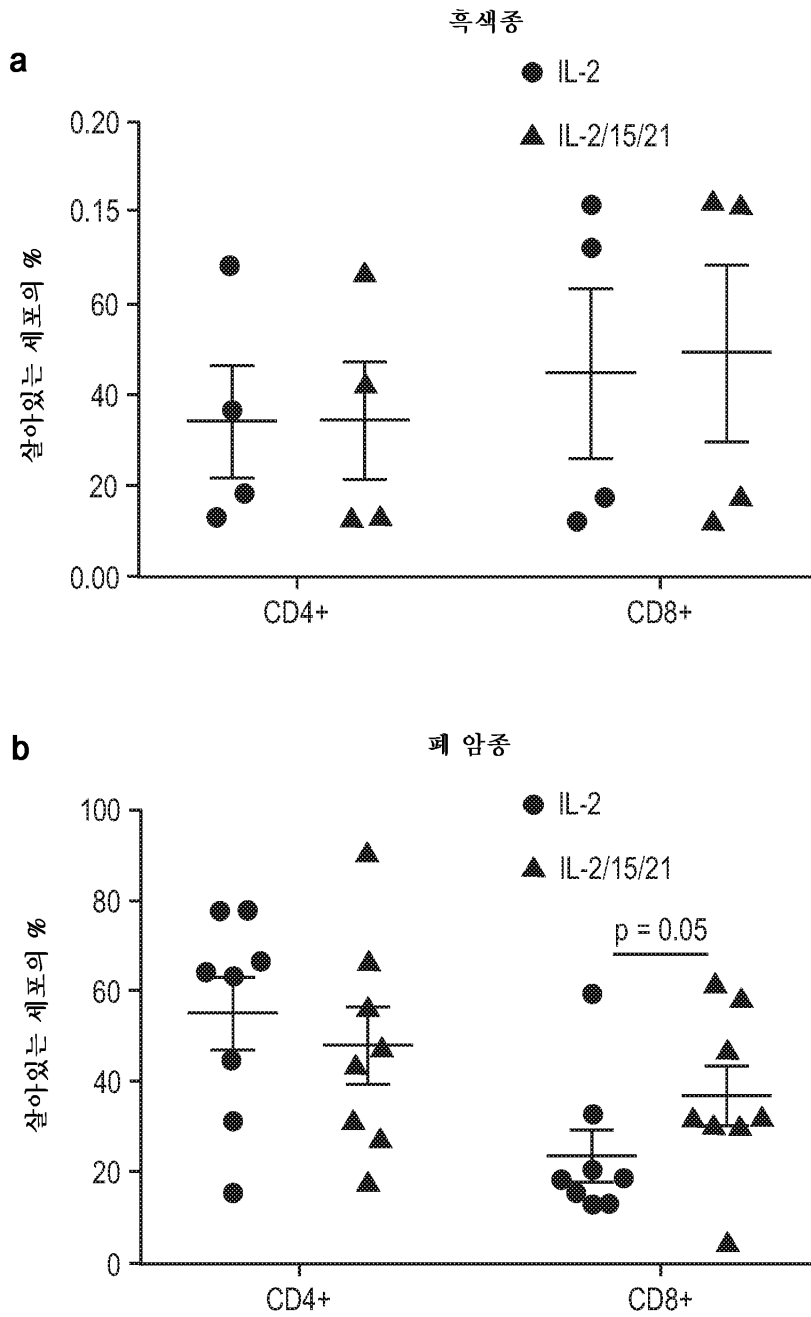 흑색종
a
IL-2
IL-2/15/21
살아있는 세포의 %
0.20
0.15
60
40
20
0.00
CD4+
CD8+
폐 암종
b
IL-2
IL-2/15/21
p = 0.05
살아있는 세포의 %
100
80
60
40
20
0
CD4+
CD8+